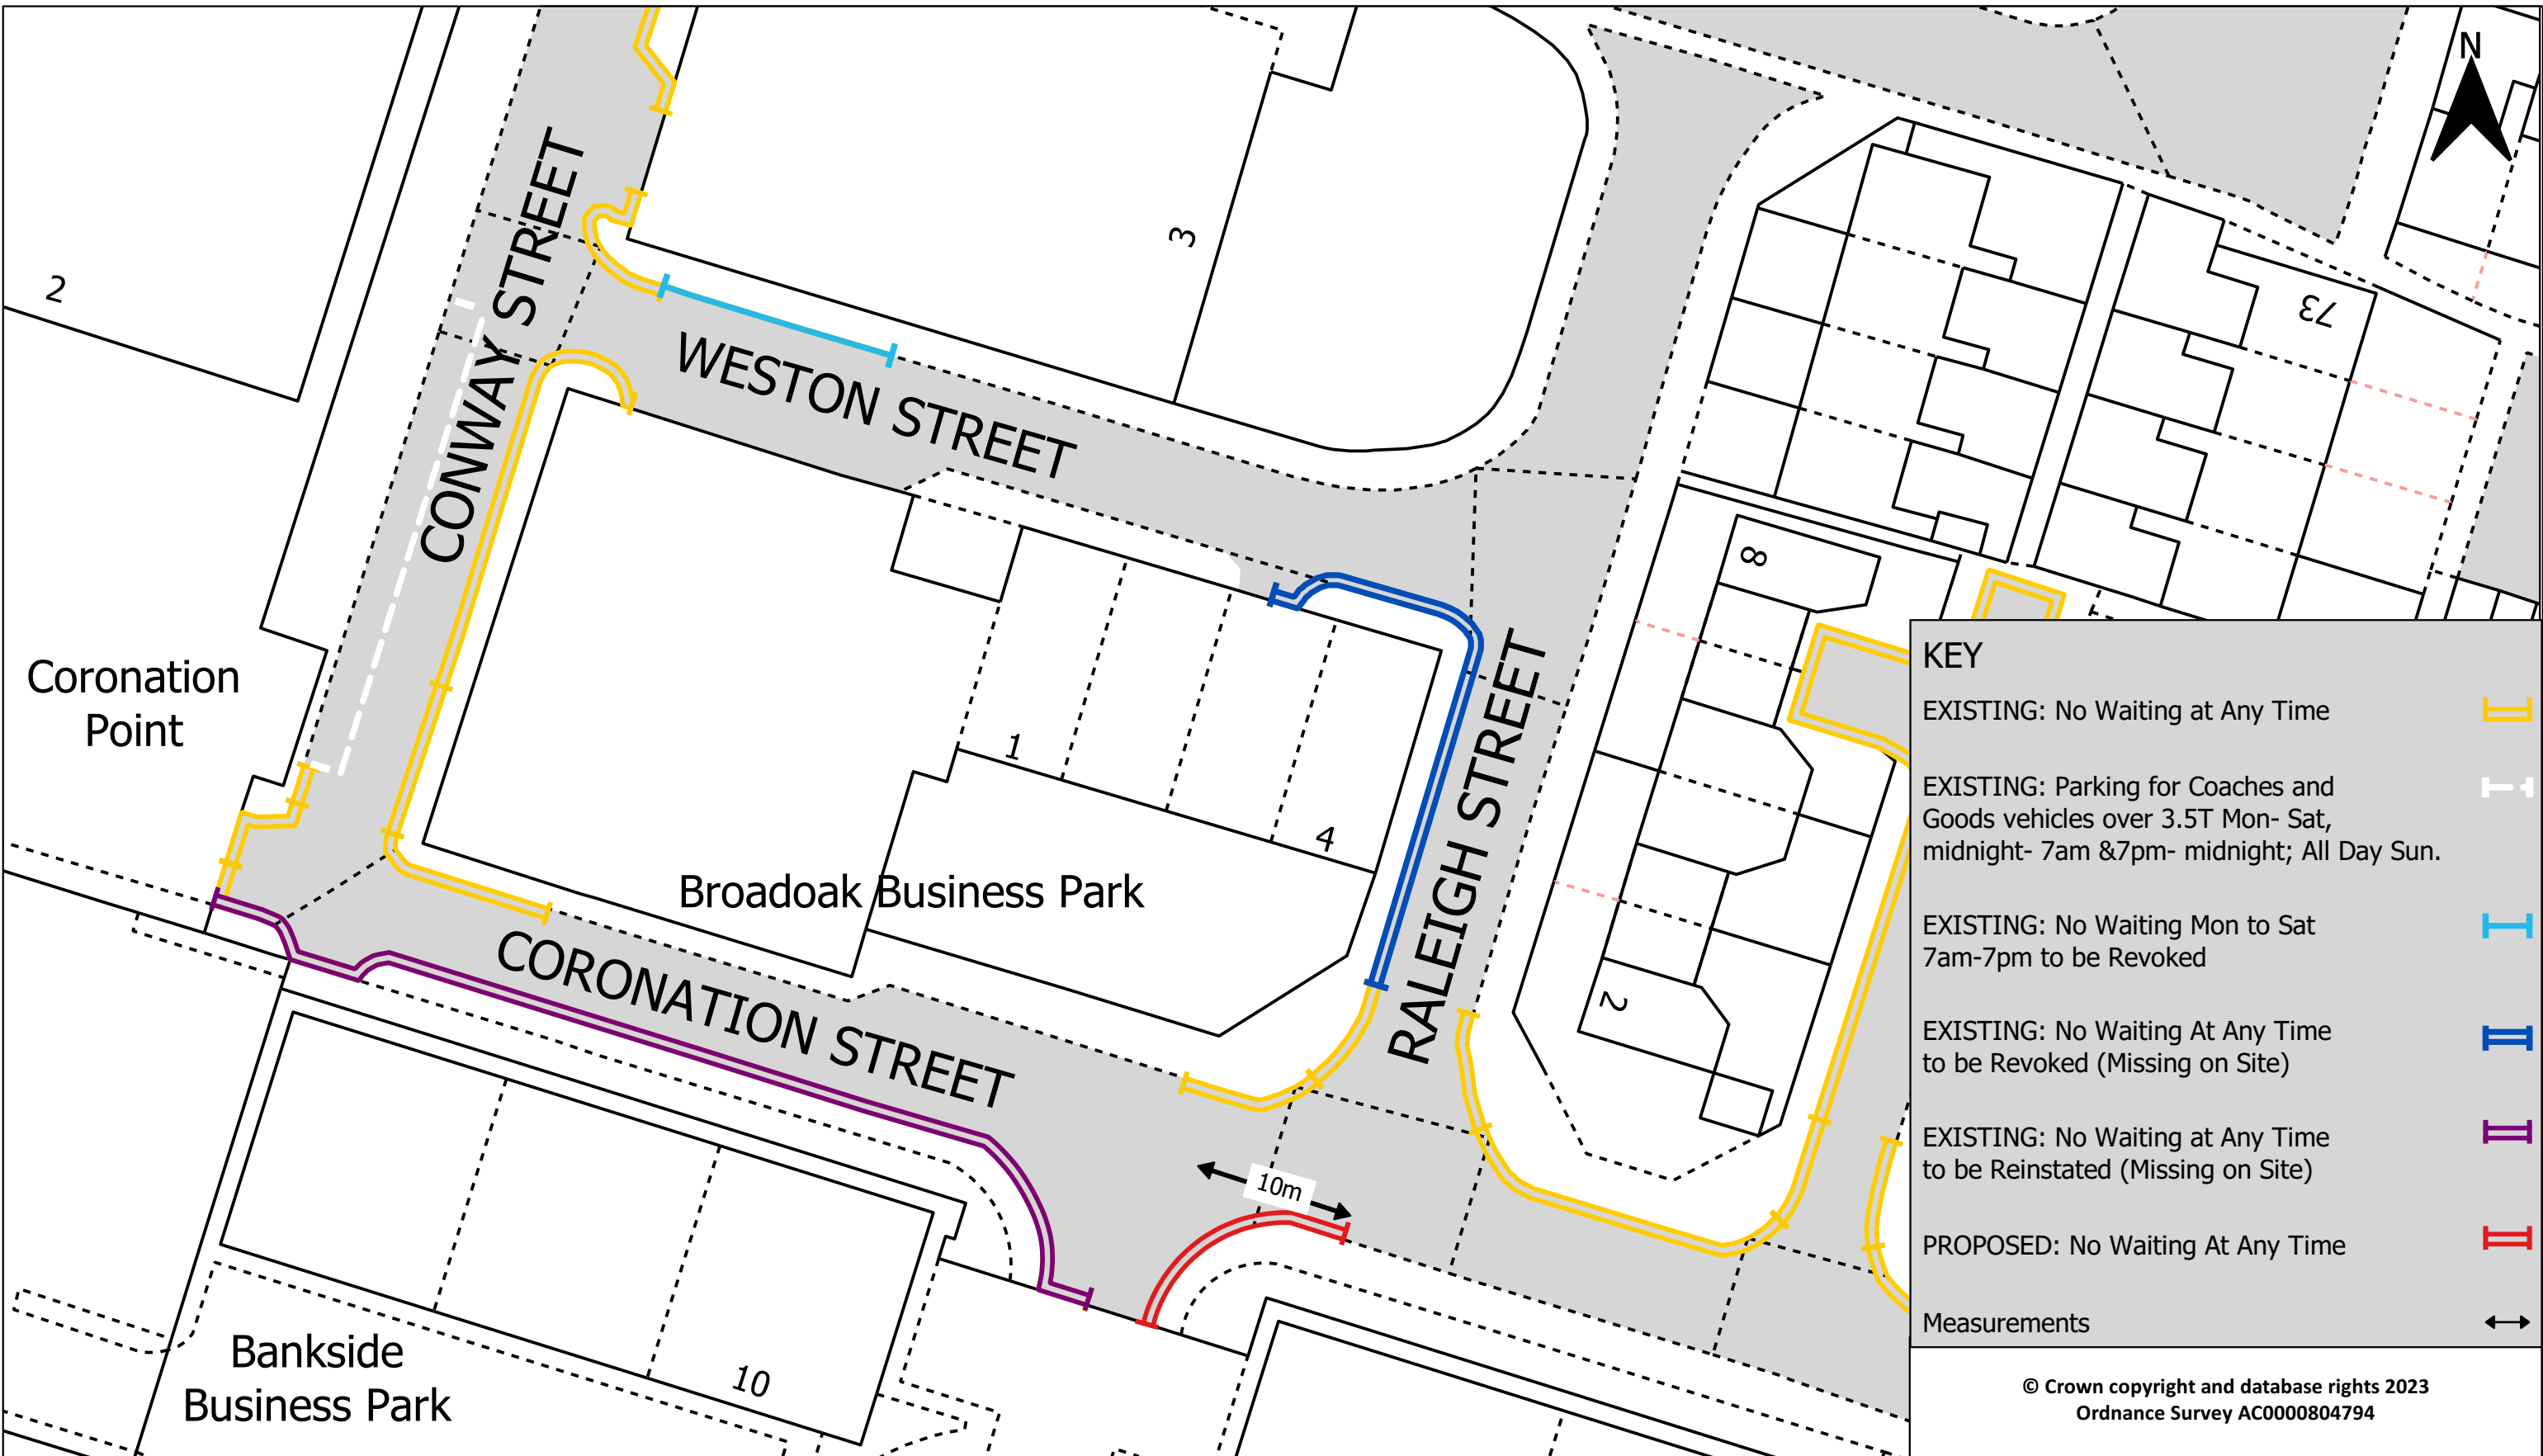 N
2
CONWAY STREET
3
WESTON STREET
73
8
Coronation
Point
1
4
RALEIGH STREET
Broadoak Business Park
2
CORONATION STREET
10m
Bankside
Business Park
10
KEY
EXISTING: No Waiting at Any Time
EXISTING: Parking for Coaches and
Goods vehicles over 3.5T Mon- Sat,
midnight- 7am &7pm- midnight; All Day Sun.
EXISTING: No Waiting Mon to Sat
7am-7pm to be Revoked
EXISTING: No Waiting At Any Time
to be Revoked (Missing on Site)
EXISTING: No Waiting at Any Time
to be Reinstated (Missing on Site)
PROPOSED: No Waiting At Any Time
Measurements
© Crown copyright and database rights 2023
Ordnance Survey AC0000804794